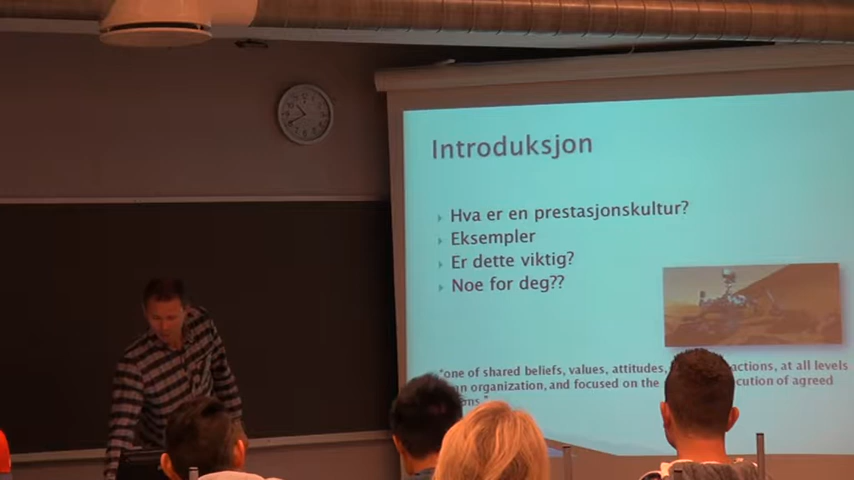 Introduksjon
Hva er en prestasjonskultur?
Eksempler
Er dette viktig?
Noe for deg??
"one of shared beliefs, values, attitudes, actions, at all levels
an organization, and is focused on the cution of agreed
ons."